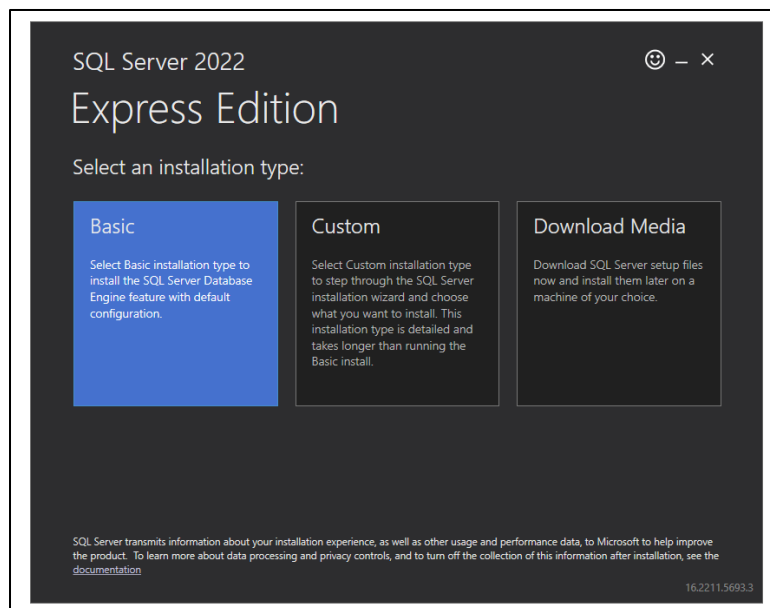 SQL Server 2022
Express Edition
Select an installation type:
Basic
Select Basic installation type to
install the SQL Server Database
Engine feature with default
configuration.
Custom
Select Custom installation type
to step through the SQL Server
installation wizard and choose
what you want to install. This
installation type is detailed and
takes longer than running the
Basic install.
Download Media
Download SQL Server setup files
now and install them later on a
machine of your choice.
SQL Server transmits information about your installation experience, as well as other usage and performance data, to Microsoft to help improve
the product. To learn more about data processing and privacy controls, and to turn off the collection of this information after installation, see the
documentation
16.2211.5693.3